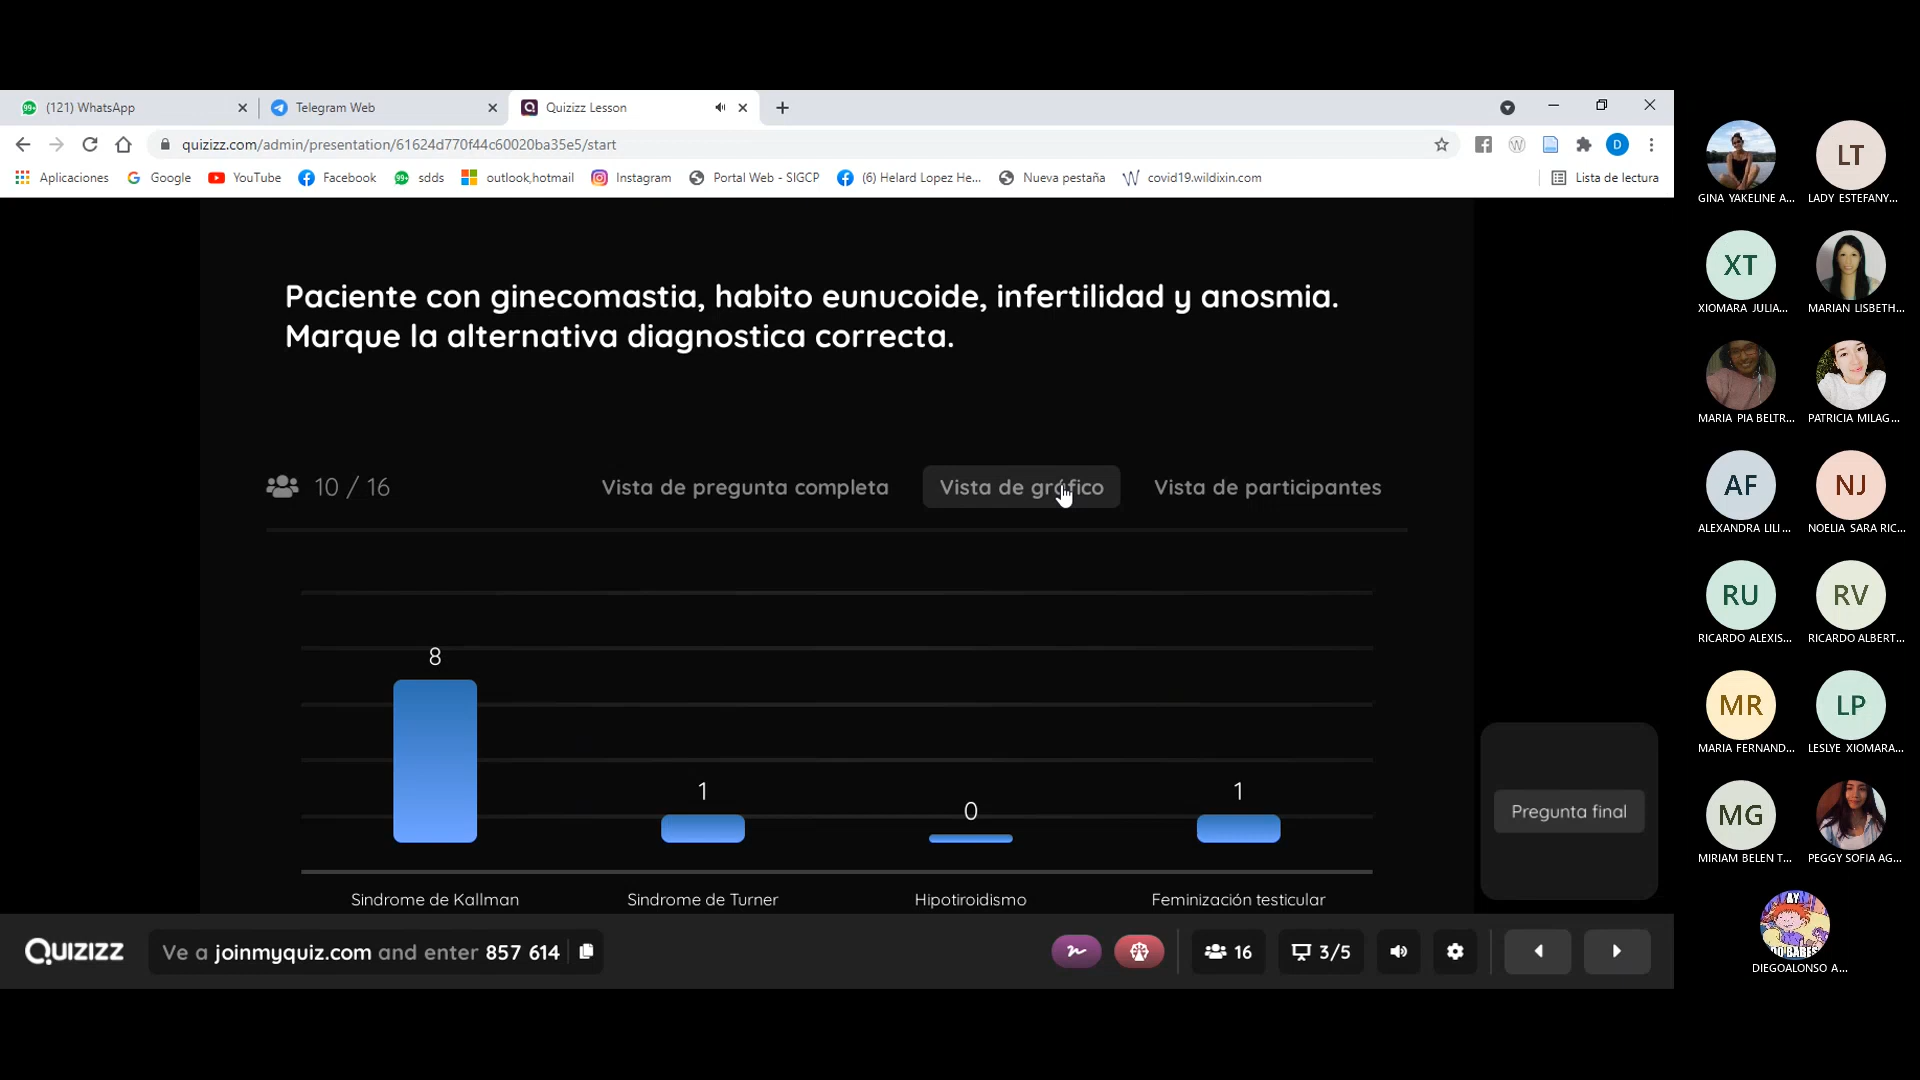 (121) WhatsApp
Telegram Web
Quizizz Lesson
quizizz.com/admin/presentation/61624d770f44c60020ba35e5/start
D
Aplicaciones
Google
YouTube
Facebook
sdds
outlook,hotmail
Instagram
Portal Web - SIGCP
(6) Helard Lopez He...
Nueva pestaña
covid19.wildixin.com
Lista de lectura
Paciente con ginecomastia, habito eunucoide, infertilidad y anosmia.
Marque la alternativa diagnostica correcta.
10 / 16
Vista de pregunta completa
Vista de gráfico
Vista de participantes
8
1
0
1
Sindrome de Kallman
Sindrome de Turner
Hipotiroidismo
Feminización testicular
Pregunta final
QUIZIZZ
Ve a joinmyquiz.com and enter 857 614
16
3/5
GINA YAKELINE A...
LT
LADY ESTEFANY...
XT
XIOMARA JULIA...
MARIAN LISBETH...
MARIA PIA BELTR...
PATRICIA MILAG...
AF
ALEXANDRA LILI ...
NJ
NOELIA SARA RIC...
RU
RICARDO ALEXIS...
RV
RICARDO ALBERT...
MR
MARIA FERNAND...
LP
LESLYE XIOMARA...
MG
MIRIAM BELEN T...
PEGGY SOFIA AG...
DIEGOALONSO A...